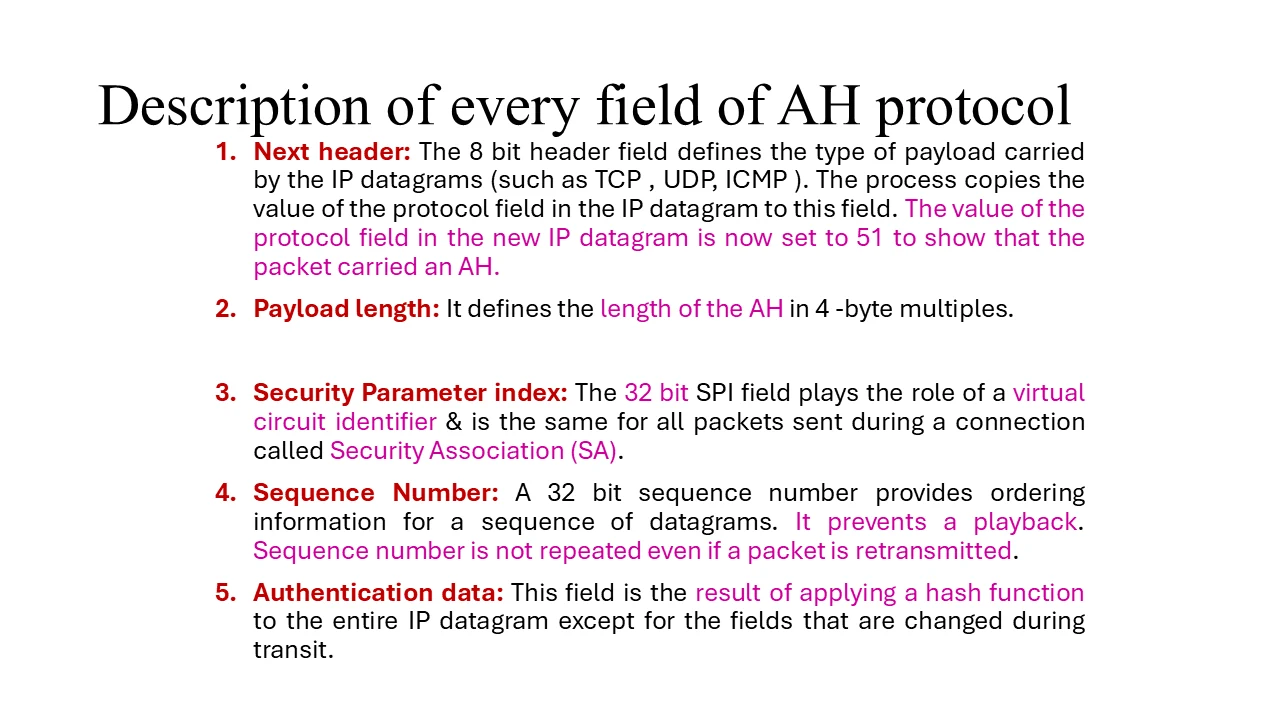 Description of every field of AH protocol
1. Next header: The 8 bit header field defines the type of payload carried
by the IP datagrams (such as TCP , UDP, ICMP ). The process copies the
value of the protocol field in the IP datagram to this field. The value of the
protocol field in the new IP datagram is now set to 51 to show that the
packet carried an AH.
2. Payload length: It defines the length of the AH in 4 -byte multiples.
3. Security Parameter index: The 32 bit SPI field plays the role of a virtual
circuit identifier & is the same for all packets sent during a connection
called Security Association (SA).
4. Sequence Number: A 32 bit sequence number provides ordering
information for a sequence of datagrams. It prevents a playback.
Sequence number is not repeated even if a packet is retransmitted.
5. Authentication data: This field is the result of applying a hash function
to the entire IP datagram except for the fields that are changed during
transit.